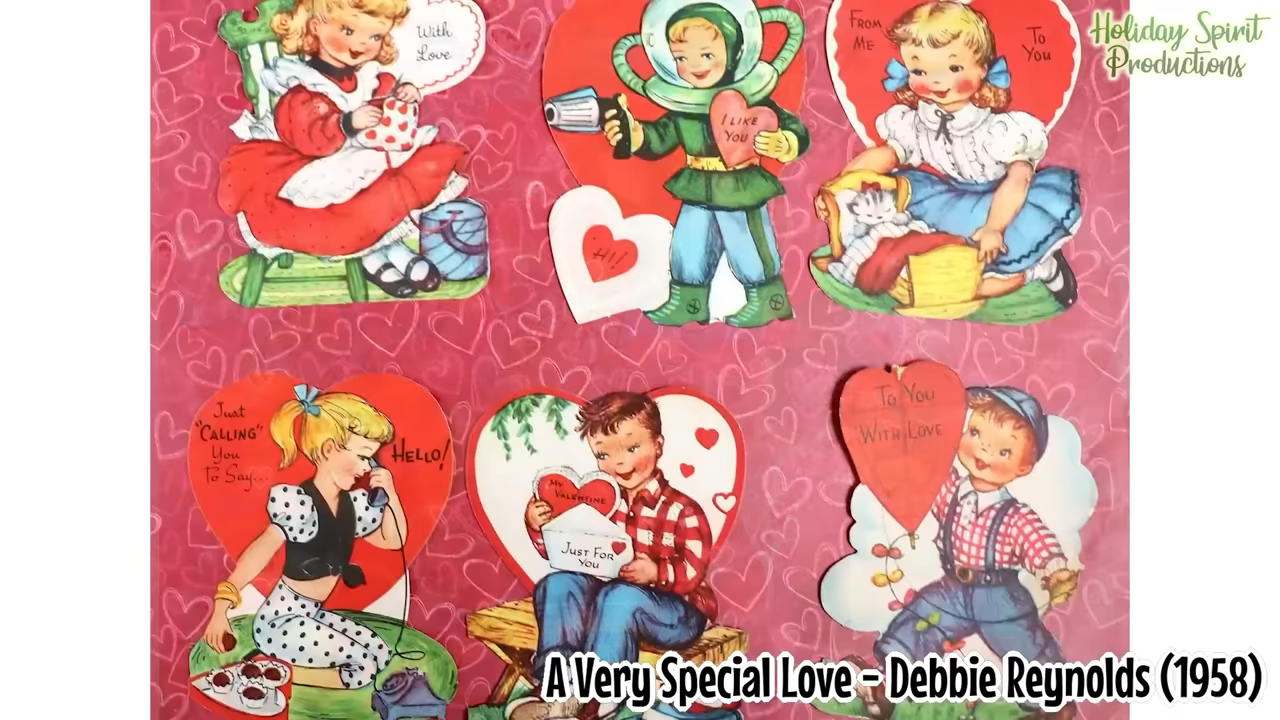 With
Love
I LIKE
YOU
HI!
FROM
ME
To
You
Holiday Spirit
Productions
Just
"CALLING"
You
To Say...
HELLO!
MY
VALENTINE
JUST FOR
YOU
To You
WITH LOVE
A Very Special Love - Debbie Reynolds (1958)